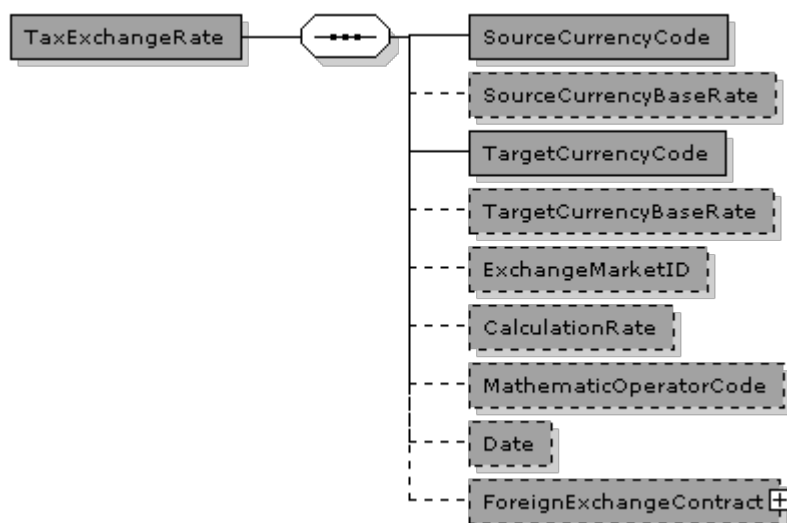 TaxExchangeRate
SourceCurrencyCode
SourceCurrencyBaseRate
TargetCurrencyCode
TargetCurrencyBaseRate
ExchangeMarketID
CalculationRate
MathematicOperatorCode
Date
ForeignExchangeContract